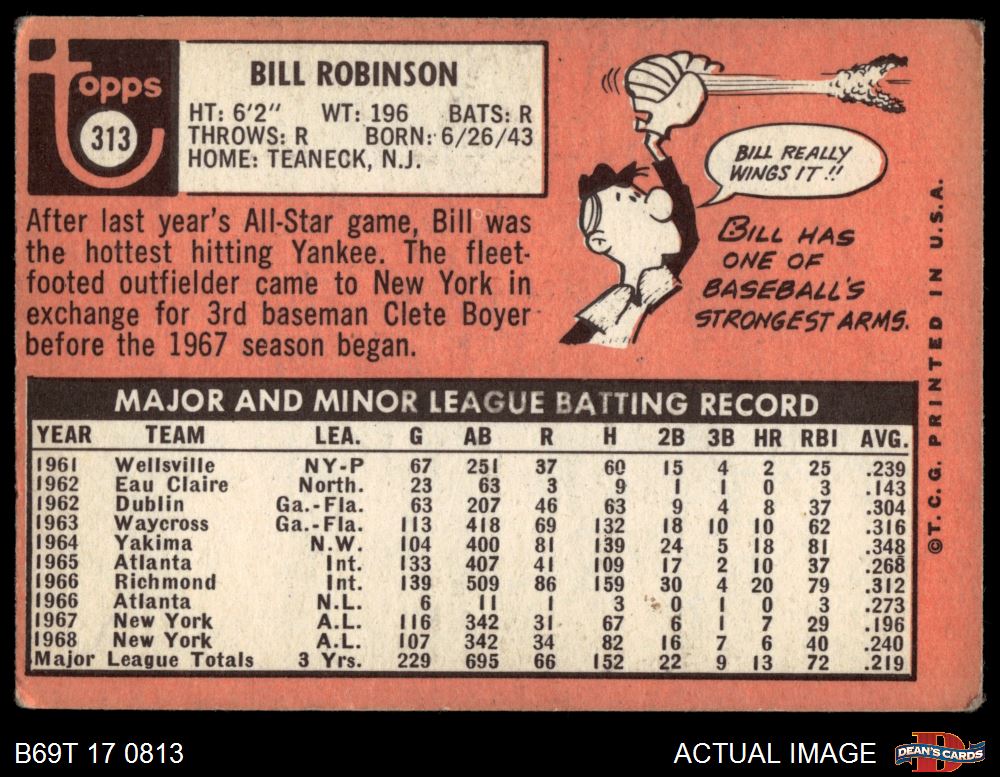 topps
313
BILL ROBINSON
HT: 6'2" WT: 196 BATS: R
THROWS: R BORN: 6/26/43
HOME: TEANECK, N.J.
After last year's All-Star game, Bill was
the hottest hitting Yankee. The fleet-
footed outfielder came to New York in
exchange for 3rd baseman Clete Boyer
before the 1967 season began.
BILL REALLY
WINGS IT!!
BILL HAS
ONE OF
BASEBALL'S
STRONGEST ARMS.
©T. C. G. PRINTED IN U.S.A.
MAJOR AND MINOR LEAGUE BATTING RECORD
YEAR TEAM LEA. G AB R H 2B 3B HR RBI AVG.
1961 Wellsville NY-P 67 251 37 60 15 4 2 25 .239
1962 Eau Claire North. 23 63 3 9 1 1 0 3 .143
1962 Dublin Ga.-Fla. 63 207 46 63 9 4 8 37 .304
1963 Waycross Ga.-Fla. 113 418 69 132 18 10 10 62 .316
1964 Yakima N.W. 104 400 81 139 24 5 18 81 .348
1965 Atlanta Int. 133 407 41 109 17 2 10 37 .268
1966 Richmond Int. 139 509 86 159 30 4 20 79 .312
1966 Atlanta N.L. 6 11 1 3 0 1 0 3 .273
1967 New York A.L. 116 342 31 67 6 1 7 29 .196
1968 New York A.L. 107 342 34 82 16 7 6 40 .240
Major League Totals 3 Yrs. 229 695 66 152 22 9 13 72 .219
B69T 17 0813
ACTUAL IMAGE
D
DEAN'S CARDS